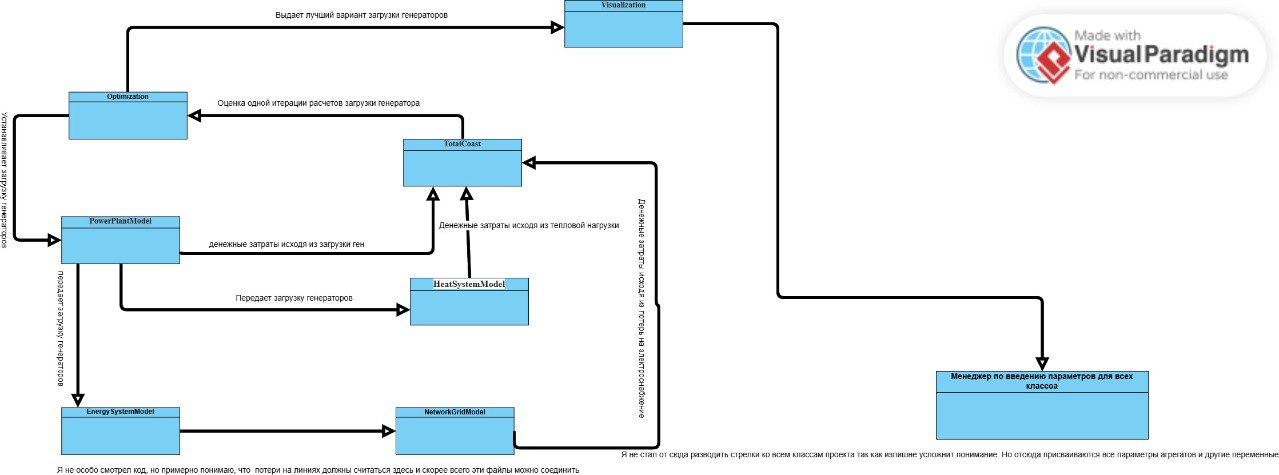 Выдает лучший вариант загрузки генераторов
Visualization
Made with
Visual Paradigm
For non-commercial use
Optimization
Оценка одной итерации расчетов загрузки генератора
Устанавливает загрузку генераторов
TotalCoast
PowerPlantModel
денежные затраты исходя из загрузки ген
Денежные затраты исходя из тепловой нагрузки
Денежные затраты исходя из потерь на электроснабжение
HeatSystemModel
Передает загрузку генераторов
передает загрузку генераторов
Менеджер по введению параметров для всех
классоа
EnergySystemModel
NetworkGridModel
Я не стал от сюда разводить стрелки ко всем классам проекта так как излишне усложнит понимание. Но отсюда присваиваются все параметры агрегатов и другие переменные
Я не особо смотрел код, но примерно понимаю, что потери на линиях должны считаться здесь и скорее всего эти файлы можно соединить